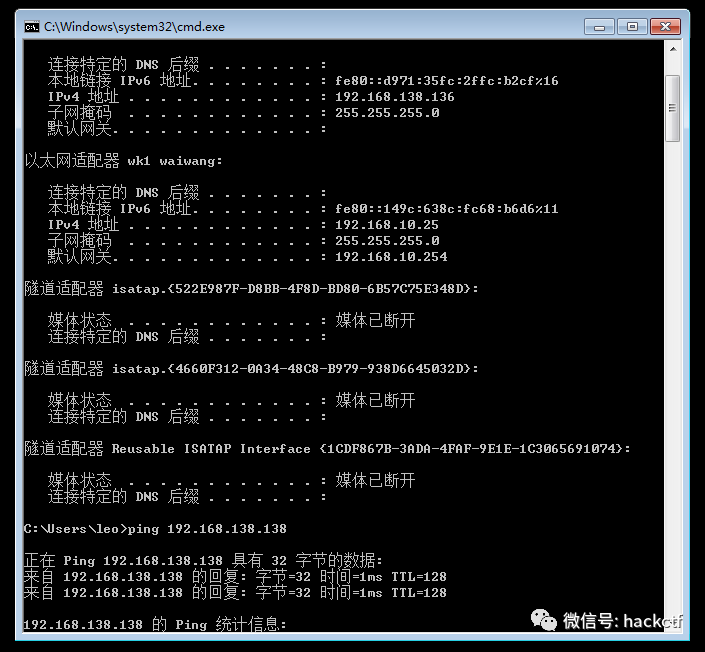 C:\Windows\system32\cmd.exe
连接特定的 DNS 后缀 . . . . . . . :
本地链接 IPv6 地址. . . . . . . . : fe80::d971:35fc:2ffc:b2cf%16
IPv4 地址 . . . . . . . . . . . . : 192.168.138.136
子网掩码 . . . . . . . . . . . . : 255.255.255.0
默认网关. . . . . . . . . . . . . :
以太网适配器 wk1 waiwang:
连接特定的 DNS 后缀 . . . . . . . :
本地链接 IPv6 地址. . . . . . . . : fe80::149c:638c:fc68:b6d6%11
IPv4 地址 . . . . . . . . . . . . : 192.168.10.25
子网掩码 . . . . . . . . . . . . : 255.255.255.0
默认网关. . . . . . . . . . . . . : 192.168.10.254
隧道适配器 isatap.{522E987F-D8BB-4F8D-BD80-6B57C75E348D}:
媒体状态 . . . . . . . . . . . . : 媒体已断开
连接特定的 DNS 后缀 . . . . . . . :
隧道适配器 isatap.{4660F312-0A34-48C8-B979-938D6645032D}:
媒体状态 . . . . . . . . . . . . : 媒体已断开
连接特定的 DNS 后缀 . . . . . . . :
隧道适配器 Reusable ISATAP Interface {1CDF867B-3ADA-4FAF-9E1E-1C3065691074}:
媒体状态 . . . . . . . . . . . . : 媒体已断开
连接特定的 DNS 后缀 . . . . . . . :
C:\Users\leo>ping 192.168.138.138
正在 Ping 192.168.138.138 具有 32 字节的数据:
来自 192.168.138.138 的回复: 字节=32 时间=1ms TTL=128
来自 192.168.138.138 的回复: 字节=32 时间=1ms TTL=128
192.168.138.138 的 Ping 统计信息:
微信号: hackctf